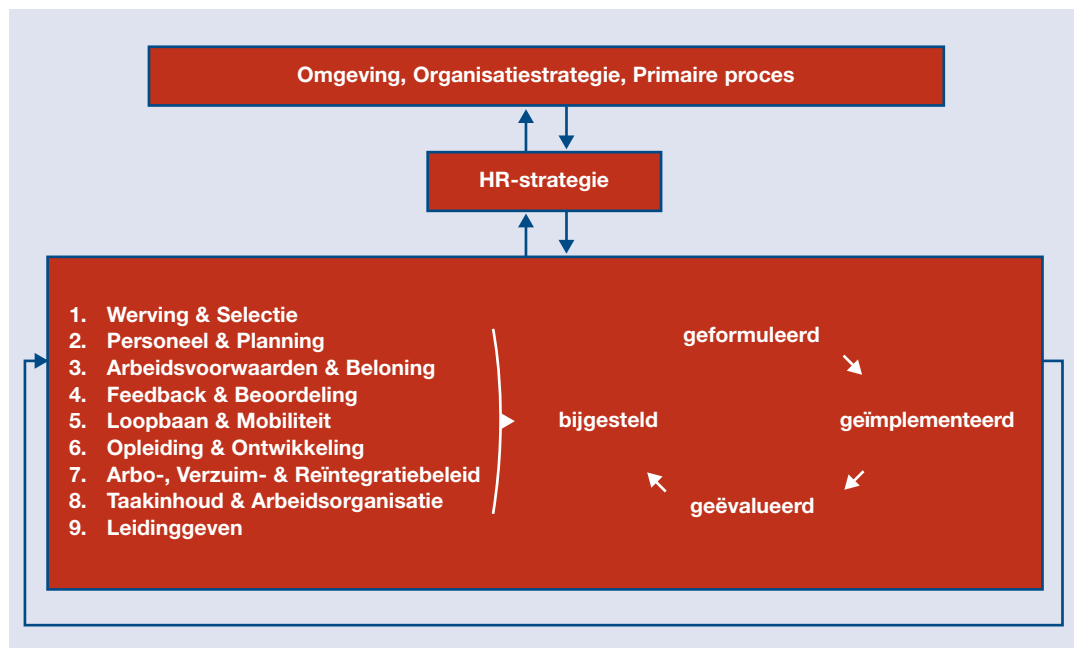 Omgeving, Organisatiestrategie, Primaire proces
HR-strategie
1. Werving & Selectie
2. Personeel & Planning
3. Arbeidsvoorwaarden & Beloning
4. Feedback & Beoordeling
5. Loopbaan & Mobiliteit
6. Opleiding & Ontwikkeling
7. Arbo-, Verzuim- & Reïntegratiebeleid
8. Taakinhoud & Arbeidsorganisatie
9. Leidinggeven
geformuleerd
geïmplementeerd
geëvalueerd
bijgesteld